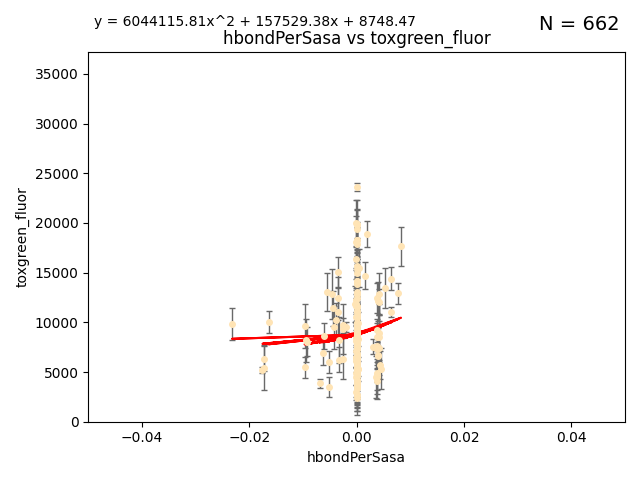 y = 6044115.81x^2 + 157529.38x + 8748.47
N = 662
hbondPerSasa vs toxgreen_fluor
35000
30000
25000
20000
15000
10000
5000
0
toxgreen_fluor
−0.04
−0.02
0.00
0.02
0.04
hbondPerSasa